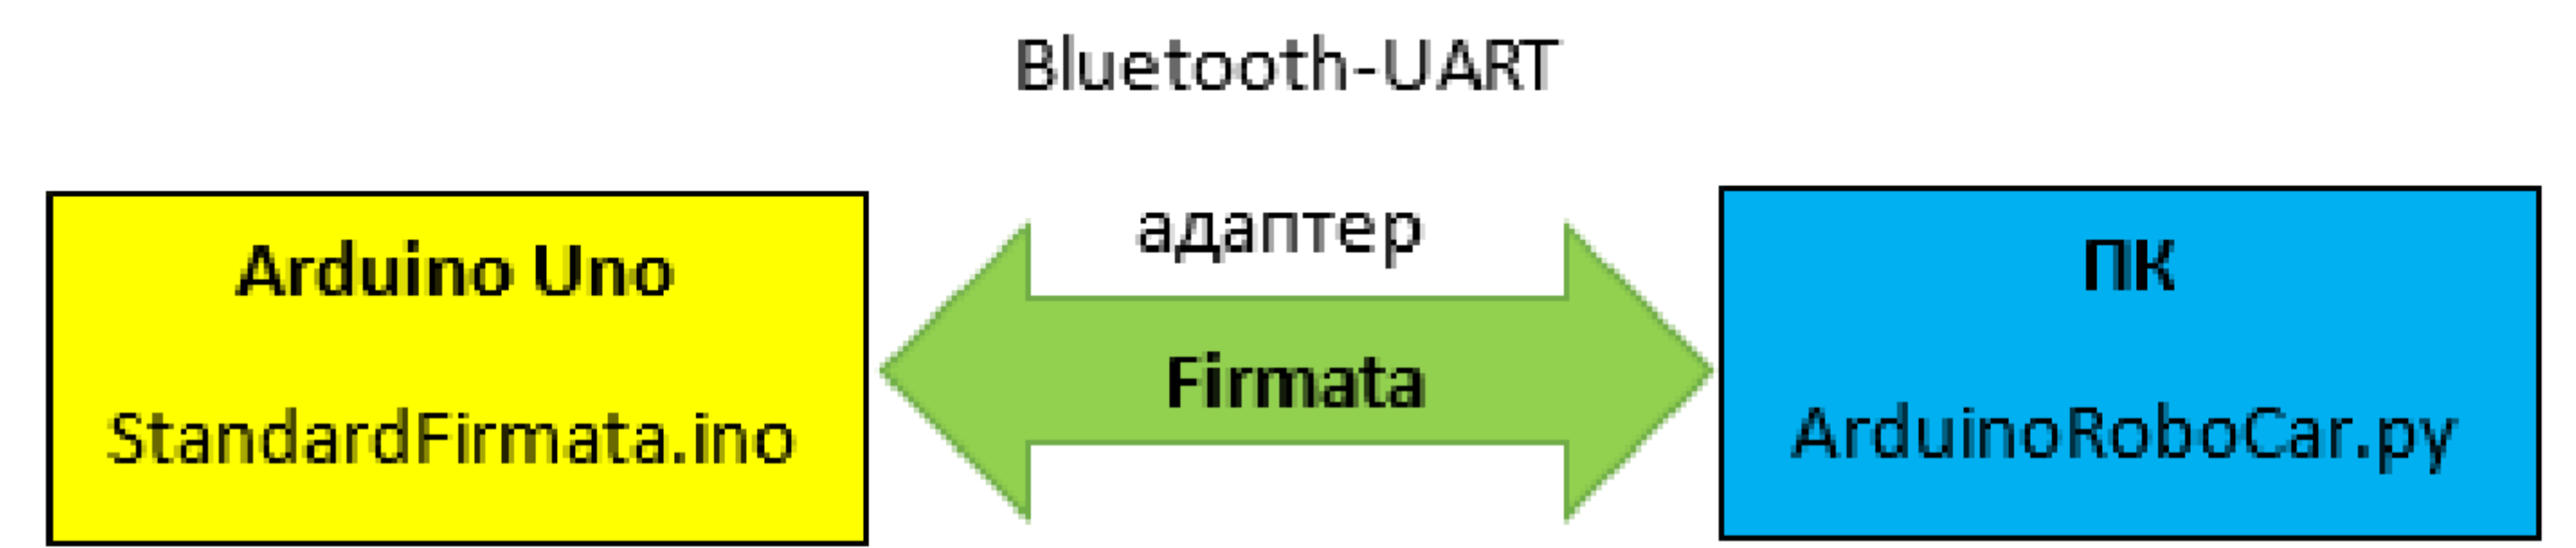 Bluetooth-UART
адаптер
Arduino Uno
StandardFirmata.ino
Firmata
ПК
ArduinoRoboCar.py